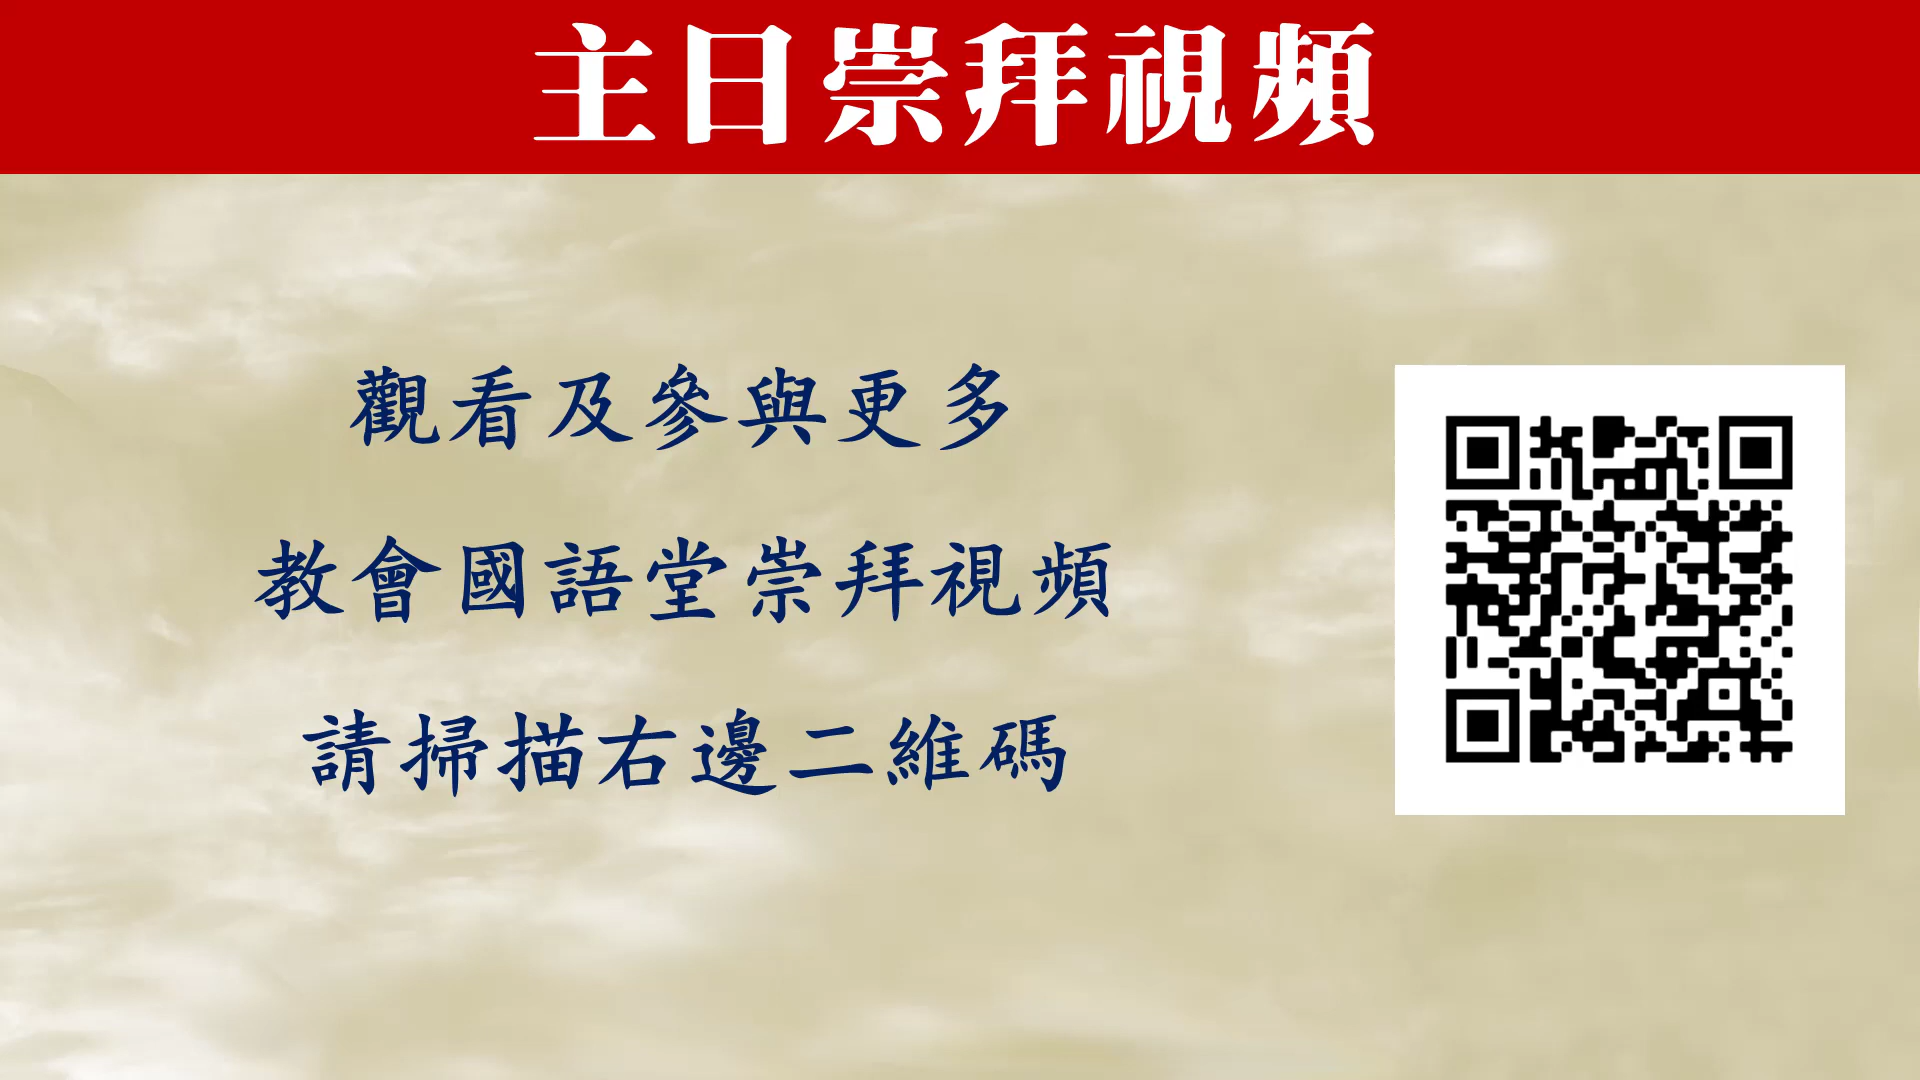 主日崇拜視頻
觀看及參與更多
教會國語堂崇拜視頻
請掃描右邊二維碼